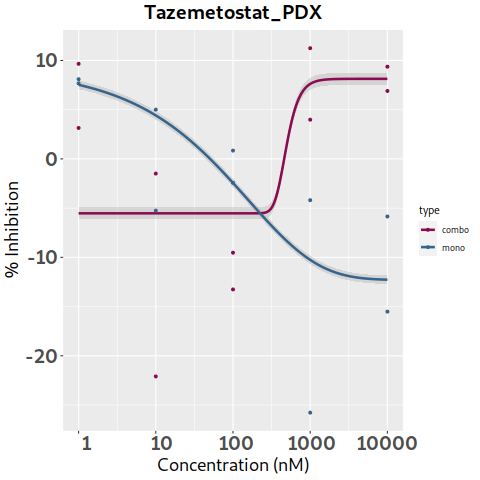 Tazemetostat_PDX
10
0
-10
-20
% Inhibition
1 10 100 1000 10000
Concentration (nM)
type
combo
mono